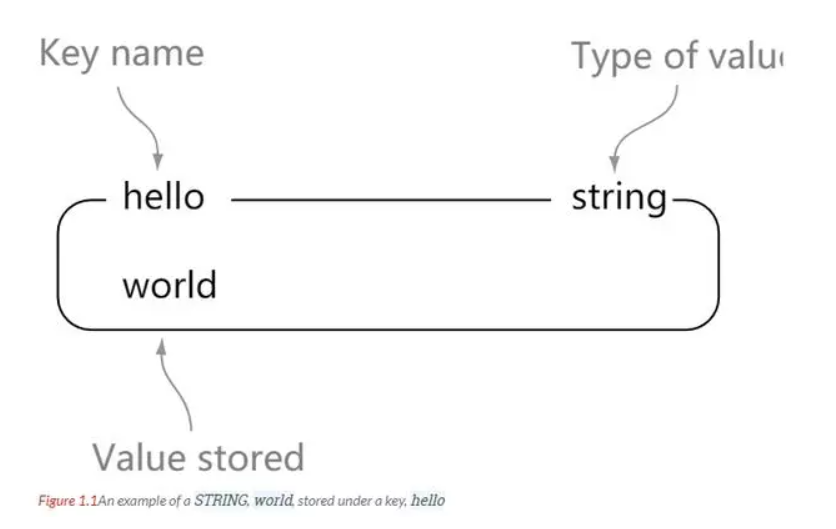 Key name
Type of valu
hello
string
world
Value stored
Figure 1.1An example of a STRING, world, stored under a key, hello